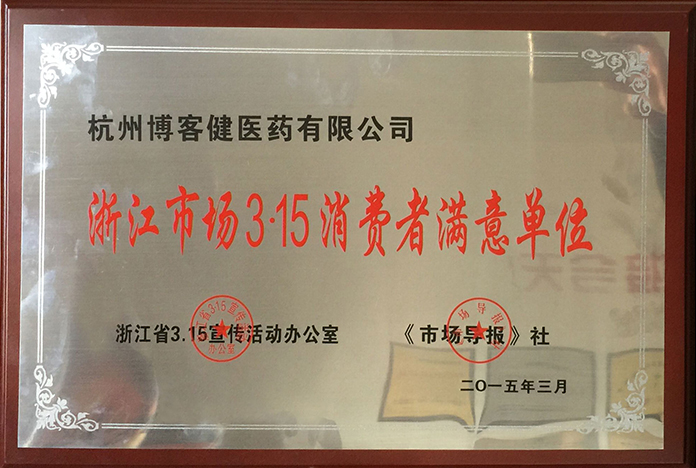 杭州博客健医药有限公司
浙江市场3·15消费者满意单位
浙江省3.15宣传活动办公室 《市场导报》社
二〇一五年三月